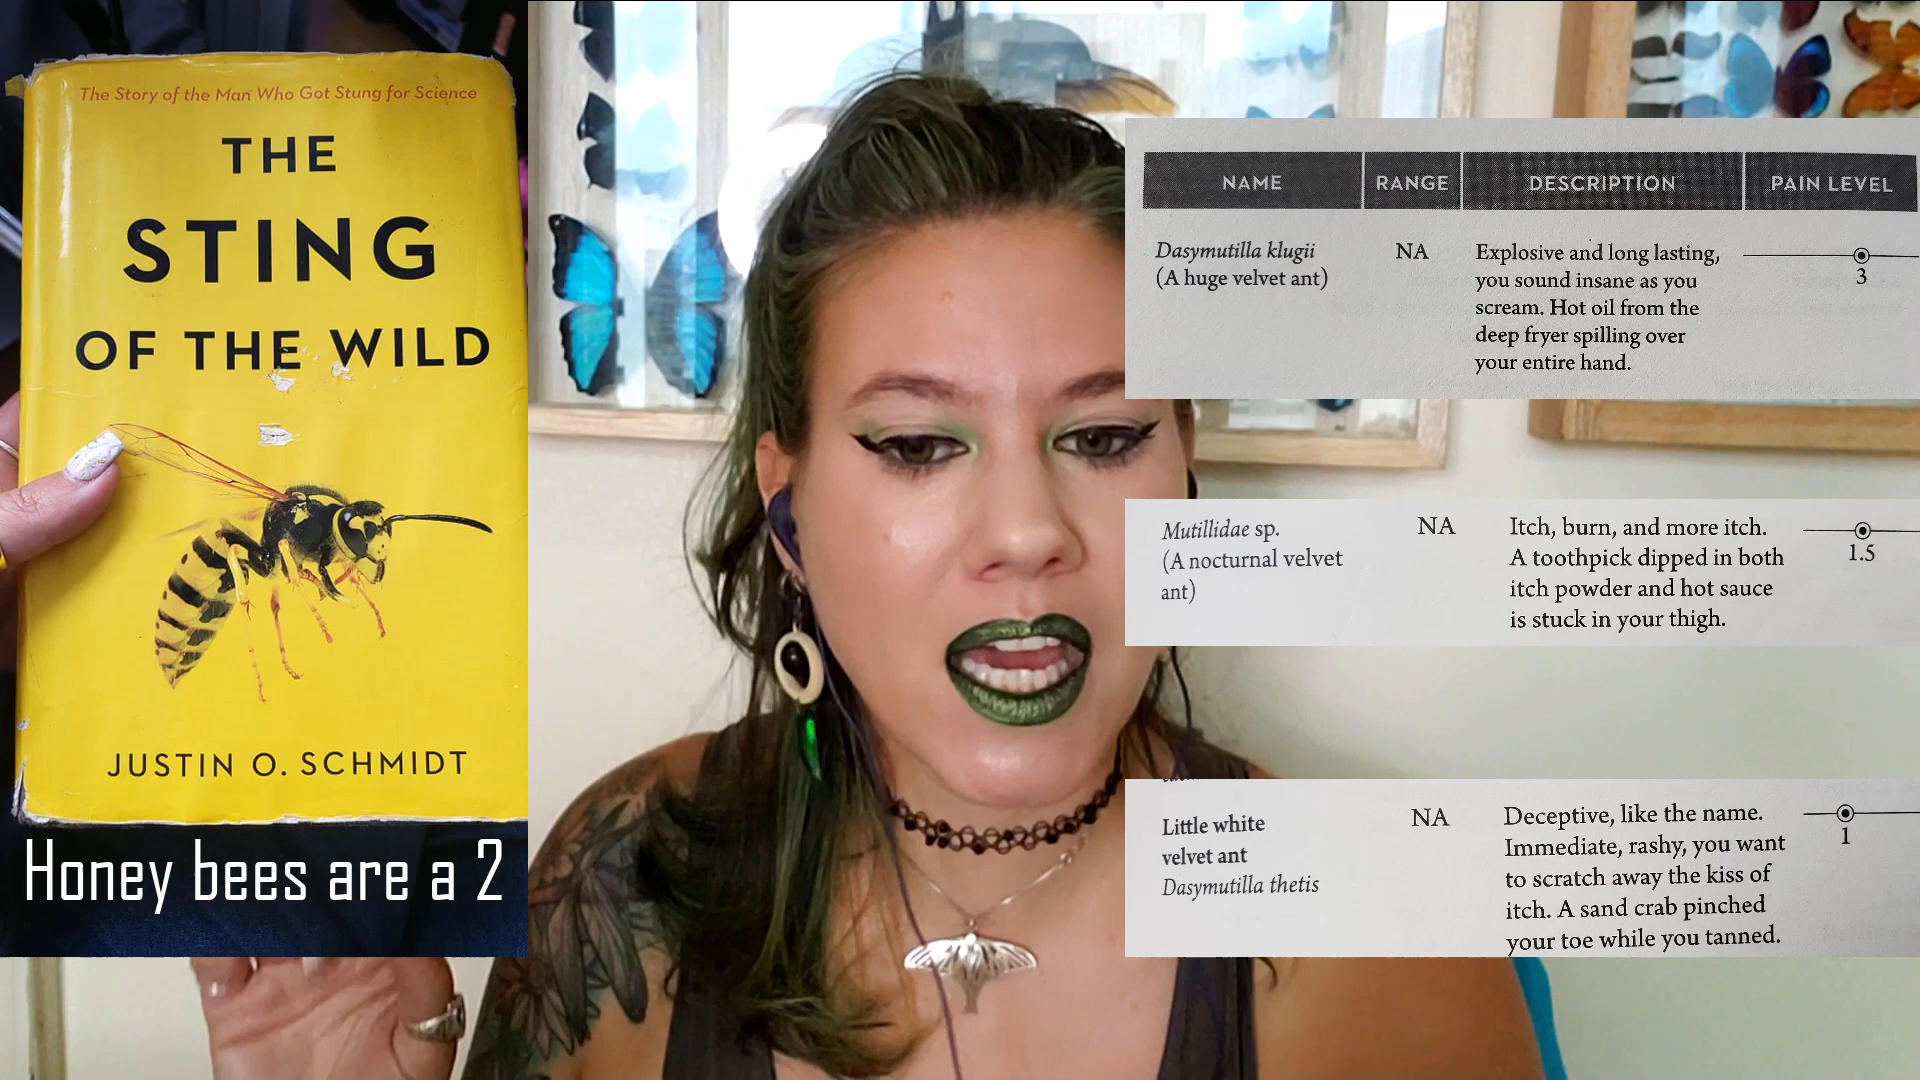 The Story of the Man Who Got Stung for Science
THE
STING
OF THE WILD
JUSTIN O. SCHMIDT
Honey bees are a 2
NAME RANGE DESCRIPTION PAIN LEVEL
Dasymutilla klugii NA Explosive and long lasting,
(A huge velvet ant) you sound insane as you
3
scream. Hot oil from the
deep fryer spilling over
your entire hand.
Mutillidae sp. NA Itch, burn, and more itch.
(A nocturnal velvet A toothpick dipped in both
1.5
ant) itch powder and hot sauce
is stuck in your thigh.
Little white NA Deceptive, like the name.
velvet ant Immediate, rashy, you want
1
Dasymutilla thetis to scratch away the kiss of
itch. A sand crab pinched
your toe while you tanned.